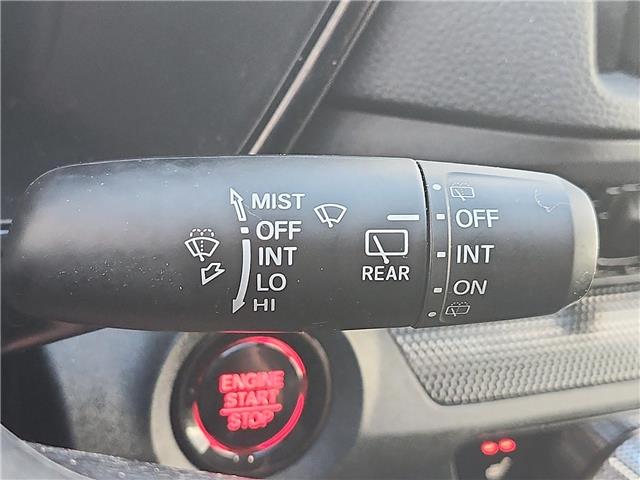 MIST
OFF
INT
LO
HI
REAR
OFF
INT
ON
ENGINE
START
STOP